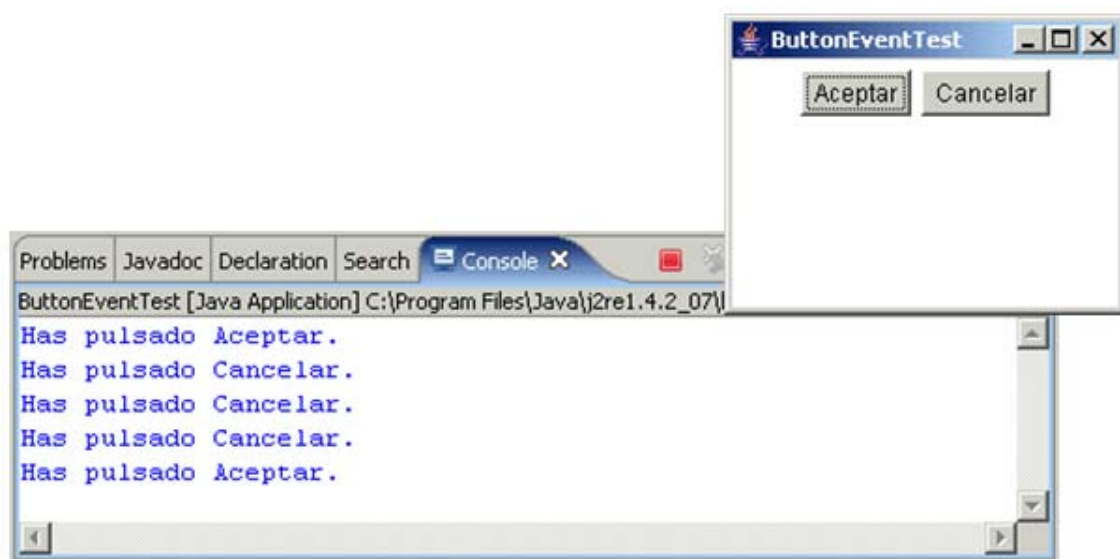 ButtonEventTest
Aceptar Cancelar
Problems Javadoc Declaration Search Console
ButtonEventTest [Java Application] C:\Program Files\Java\j2re1.4.2_07\
Has pulsado Aceptar.
Has pulsado Cancelar.
Has pulsado Cancelar.
Has pulsado Cancelar.
Has pulsado Aceptar.